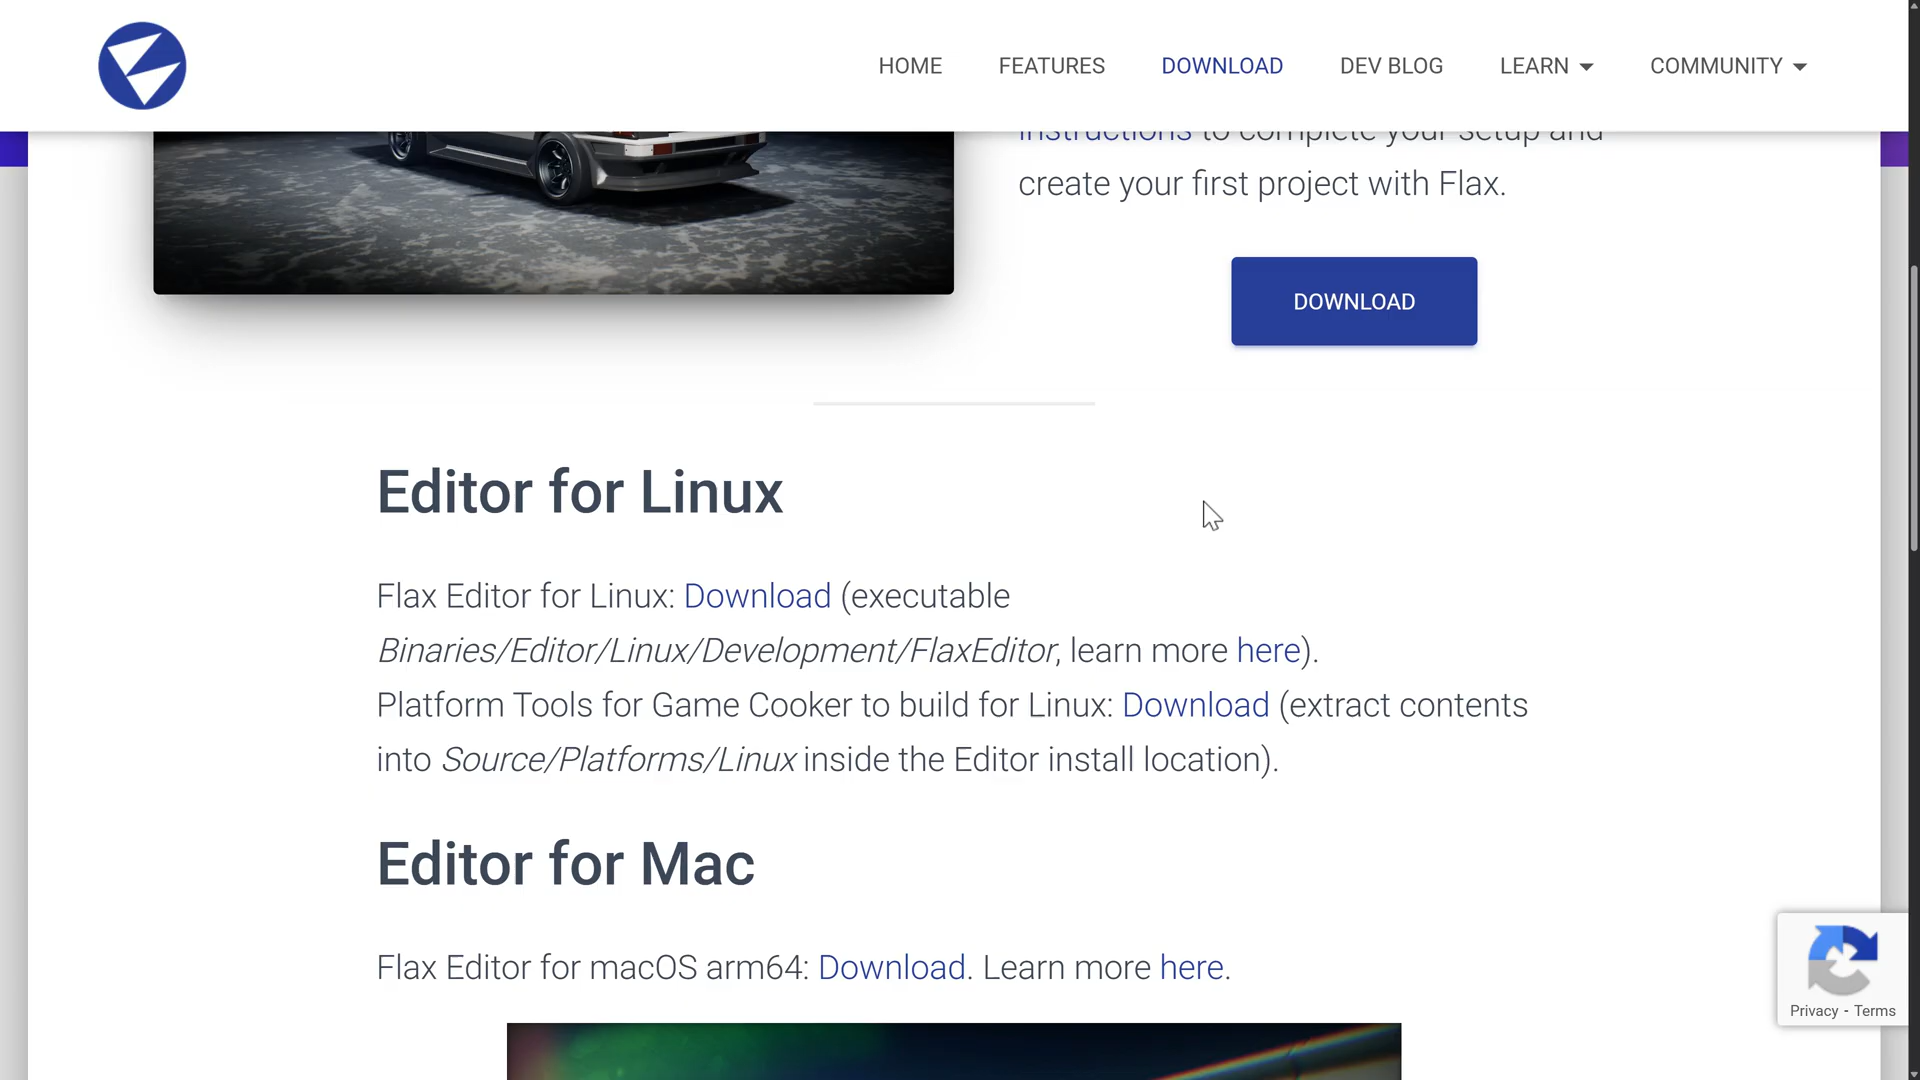 HOME FEATURES DOWNLOAD DEV BLOG LEARN COMMUNITY
instructions to complete your setup and
create your first project with Flax.
DOWNLOAD
Editor for Linux
Flax Editor for Linux: Download (executable
Binaries/Editor/Linux/Development/FlaxEditor, learn more here).
Platform Tools for Game Cooker to build for Linux: Download (extract contents
into Source/Platforms/Linux inside the Editor install location).
Editor for Mac
Flax Editor for macOS arm64: Download. Learn more here.
Privacy - Terms